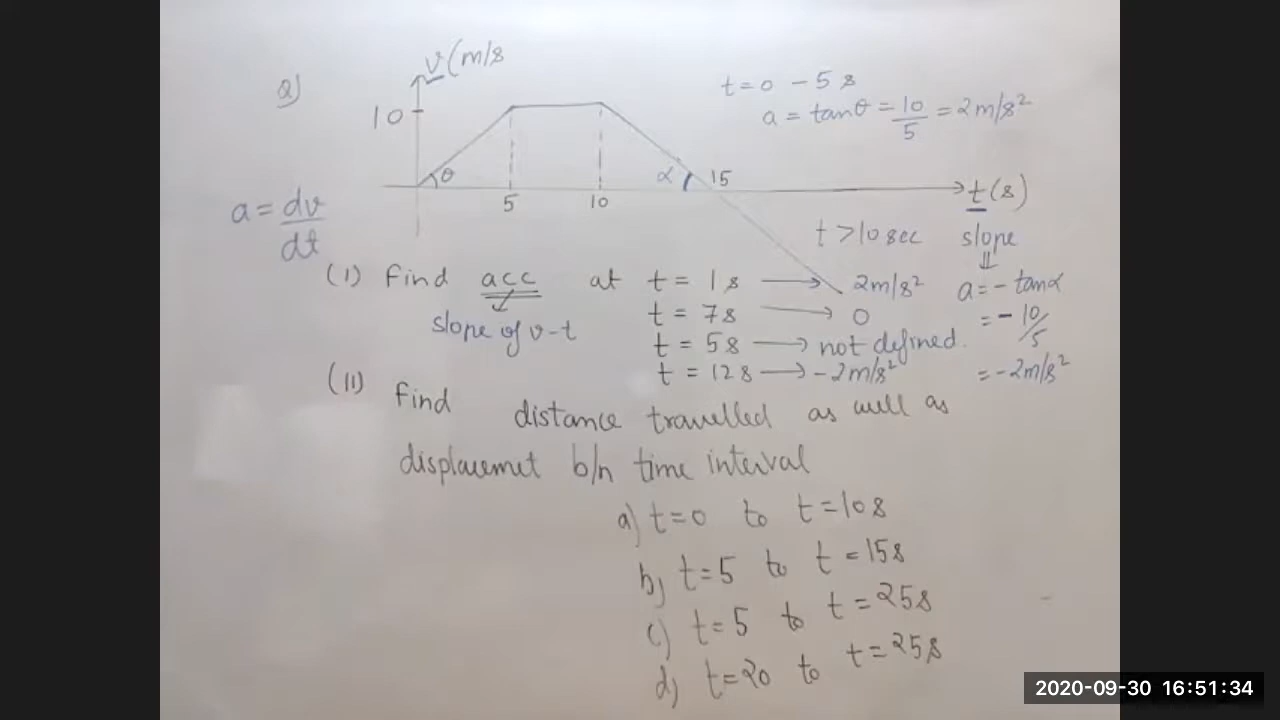 Q)
v (m/s
10
θ
5
10
α
15
t (s)
t = 0 - 5 s
a = tanθ = 10/5 = 2m/s²
a = dv/dt
t > 10 sec
slope
⇓
a = - tanα
= - 10/5
= -2m/s²
(I) Find acc at t = 1 s → 2m/s²
slope of v-t
t = 7s → 0
t = 5s → not defined.
t = 12s → -2m/s²
(II) Find distance travelled as well as
displacemet b/n time interval
a) t=0 to t=10s
b) t=5 to t=15s
c) t=5 to t=25s
d) t=20 to t=25s
2020-09-30 16:51:34